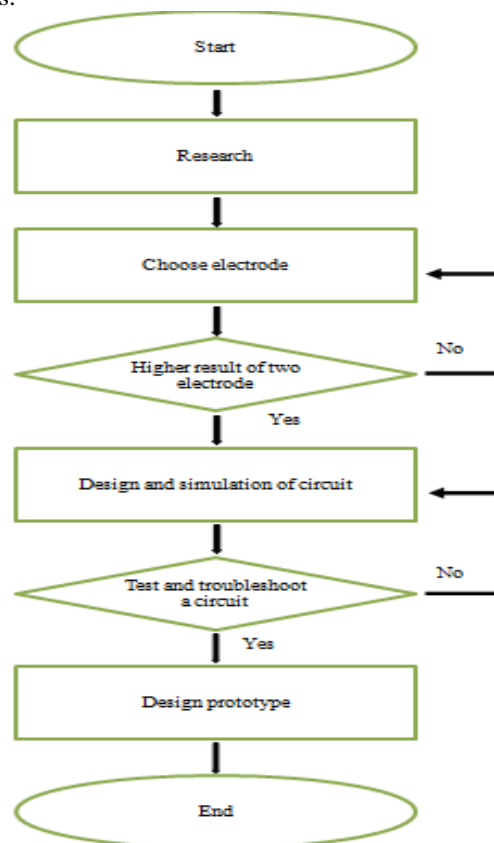 Start
Research
Choose electrode
No
Higher result of two
electrode
Yes
Design and simulation of circuit
No
Test and troubleshoot
a circuit
Yes
Design prototype
End